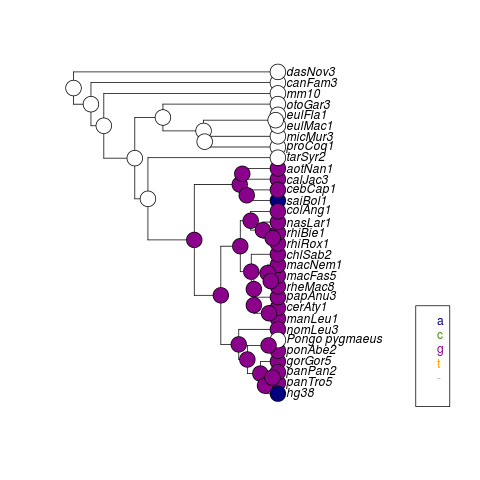 dasNov3
canFam3
mm10
otoGar3
eulFla1
eulMac1
micMur3
proCoq1
tarSyr2
aotNan1
calJac3
cebCap1
saiBol1
colAng1
nasLar1
rhiBie1
rhiRox1
chlSab2
macNem1
macFas5
rheMac8
papAnu3
cerAty1
manLeu1
nomLeu3
Pongo pygmaeus
ponAbe2
gorGor5
panPan2
panTro5
hg38
a
c
g
t
-